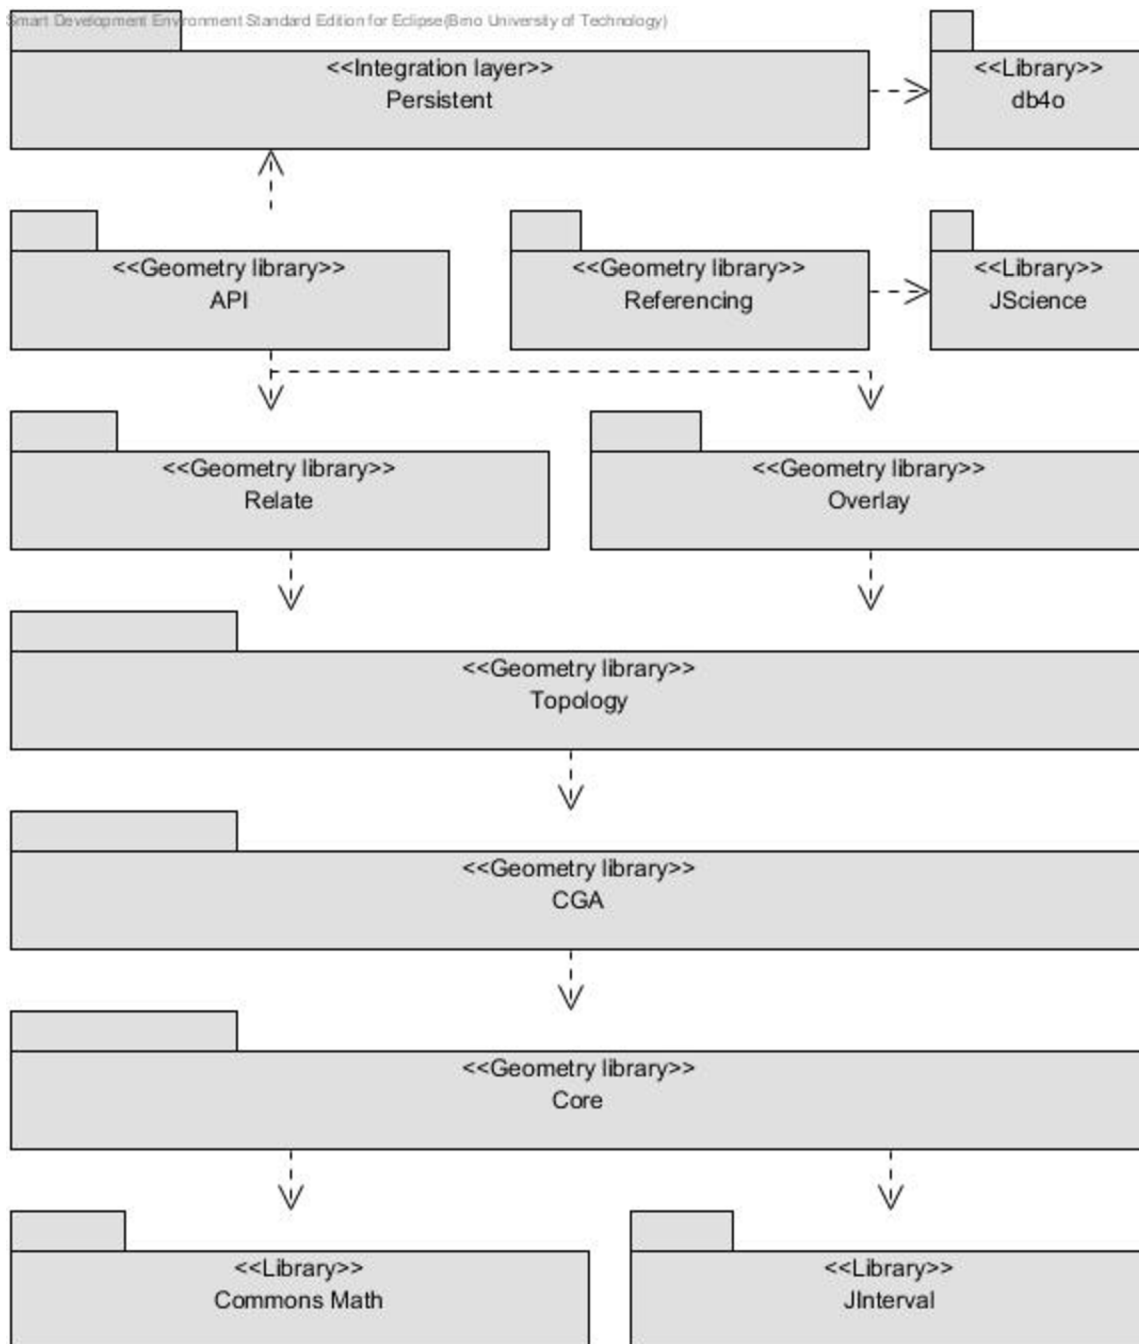 Smart Development Environment Standard Edition for Eclipse(Brno University of Technology)
<<Integration layer>>
Persistent
<<Library>>
db4o
<<Geometry library>>
API
<<Geometry library>>
Referencing
<<Library>>
JScience
<<Geometry library>>
Relate
<<Geometry library>>
Overlay
<<Geometry library>>
Topology
<<Geometry library>>
CGA
<<Geometry library>>
Core
<<Library>>
Commons Math
<<Library>>
JInterval